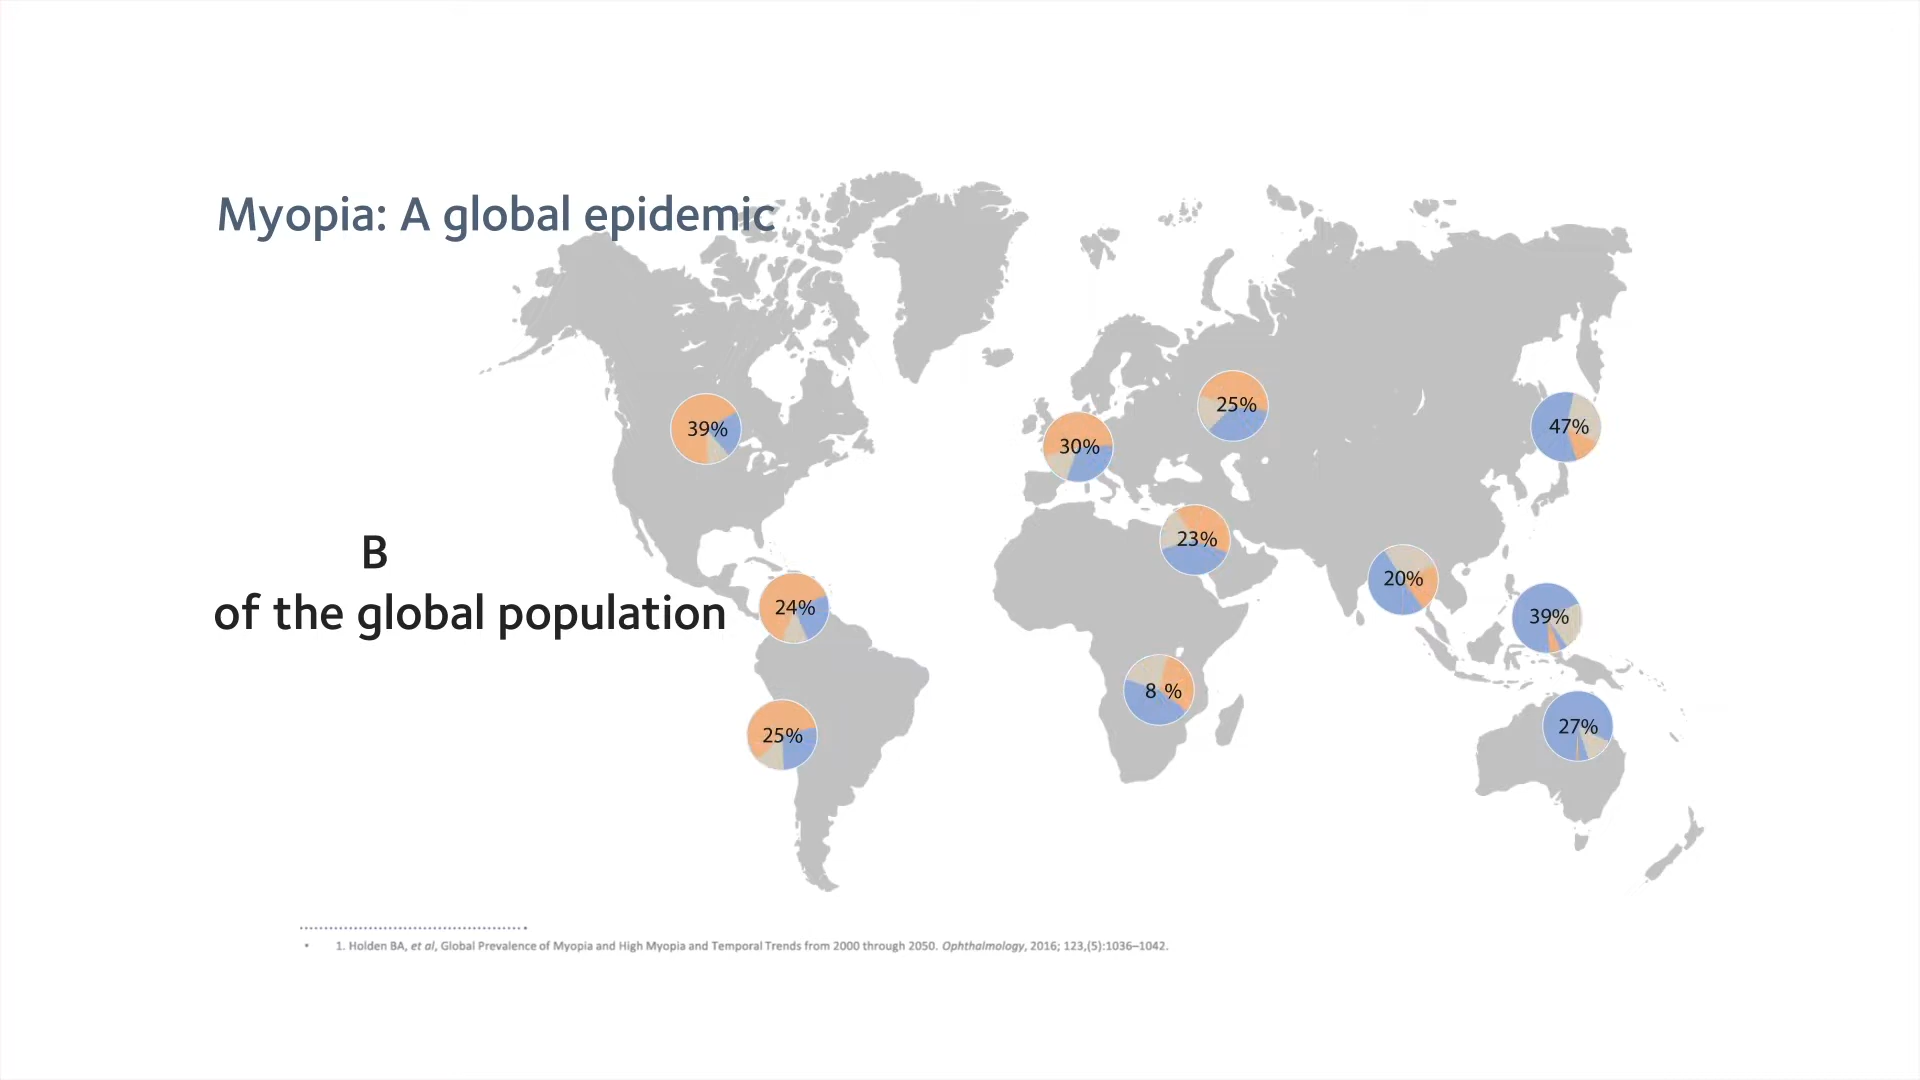 Myopia: A global epidemic
25%
39%
47%
30%
23%
B
20%
of the global population
24%
39%
8 %
27%
25%
1. Holden BA, et al, Global Prevalence of Myopia and High Myopia and Temporal Trends from 2000 through 2050. Ophthalmology, 2016; 123,(5):1036–1042.